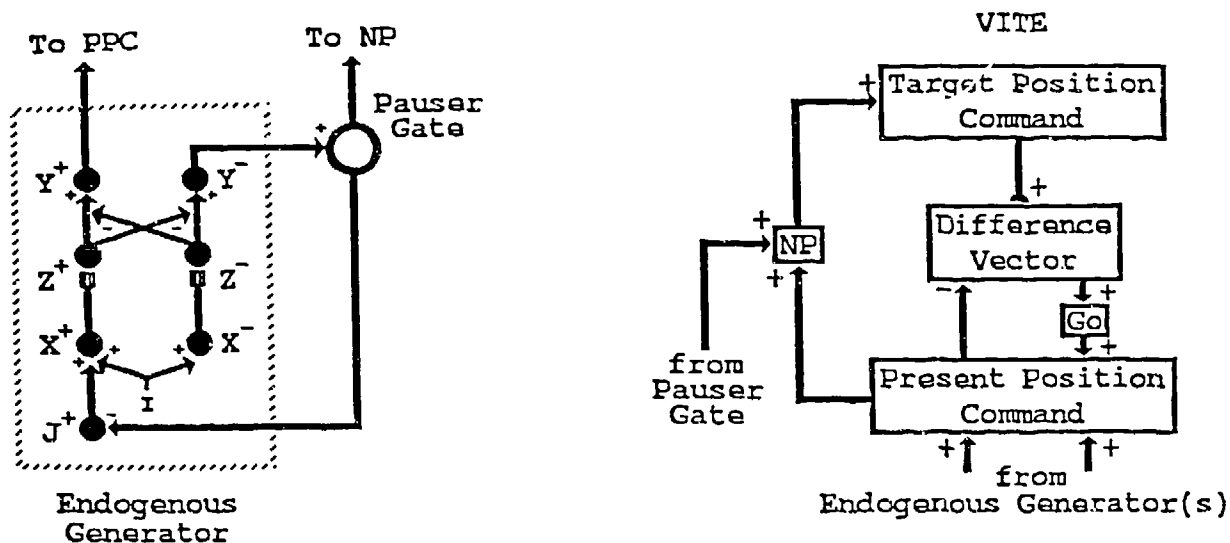 To PPC
To NP
Pauser
Gate
+
Y+
Y-
+
+
-
-
Z+
Z-
X+
X-
+
+
+
I
J+
-
Endogenous
Generator
VITE
+
Target Position
Command
+
Difference
Vector
+
NP
+
+
-
+
Go
+
from
Pauser
Gate
Present Position
Command
+
+
from
Endogenous Generator(s)